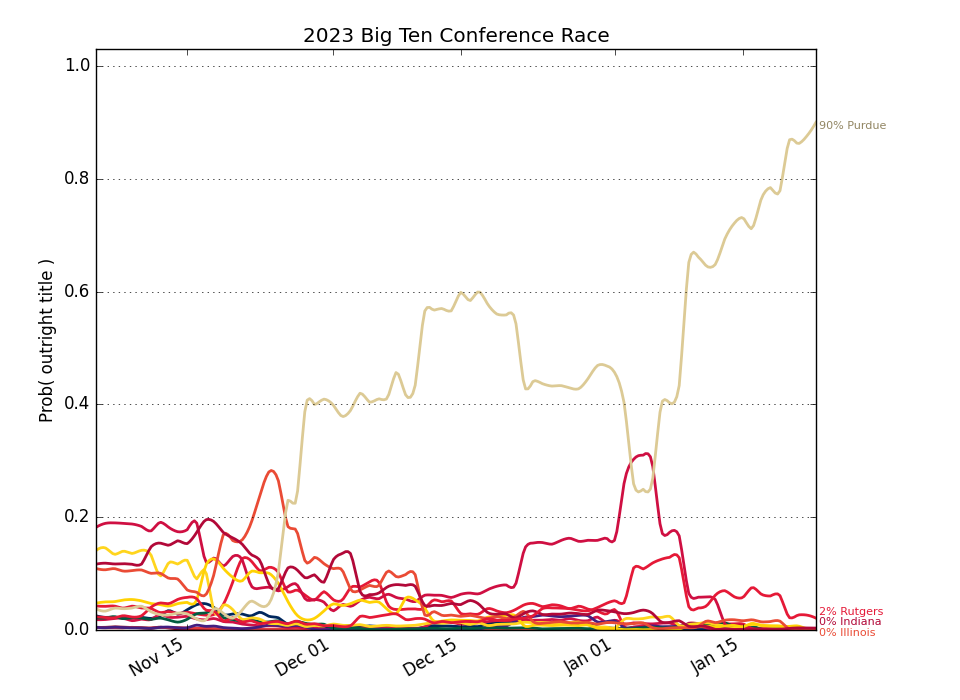 2023 Big Ten Conference Race
Prob( outright title )
1.0
0.8
0.6
0.4
0.2
0.0
Nov 15
Dec 01
Dec 15
Jan 01
Jan 15
90% Purdue
2% Rutgers
0% Indiana
0% Illinois